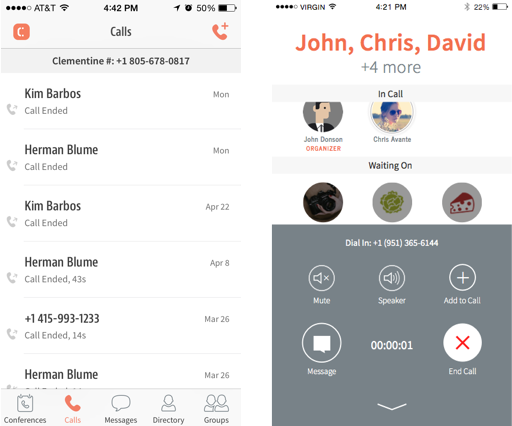 AT&T 4:42 PM 50%
C
Calls
Clementine #: +1 805-678-0817
Kim Barbos Mon
Call Ended
Herman Blume Mon
Call Ended
Kim Barbos Apr 22
Call Ended
Herman Blume Apr 8
Call Ended, 43s
+1 415-993-1233 Mar 26
Call Ended, 14s
Herman Blume Mar 26
Conferences Calls Messages Directory Groups
VIRGIN 4:21 PM 22%
John, Chris, David
+4 more
In Call
John Donson Chris Avante
ORGANIZER
Waiting On
Dial In: +1 (951) 365-6144
Mute Speaker Add to Call
00:00:01
Message End Call